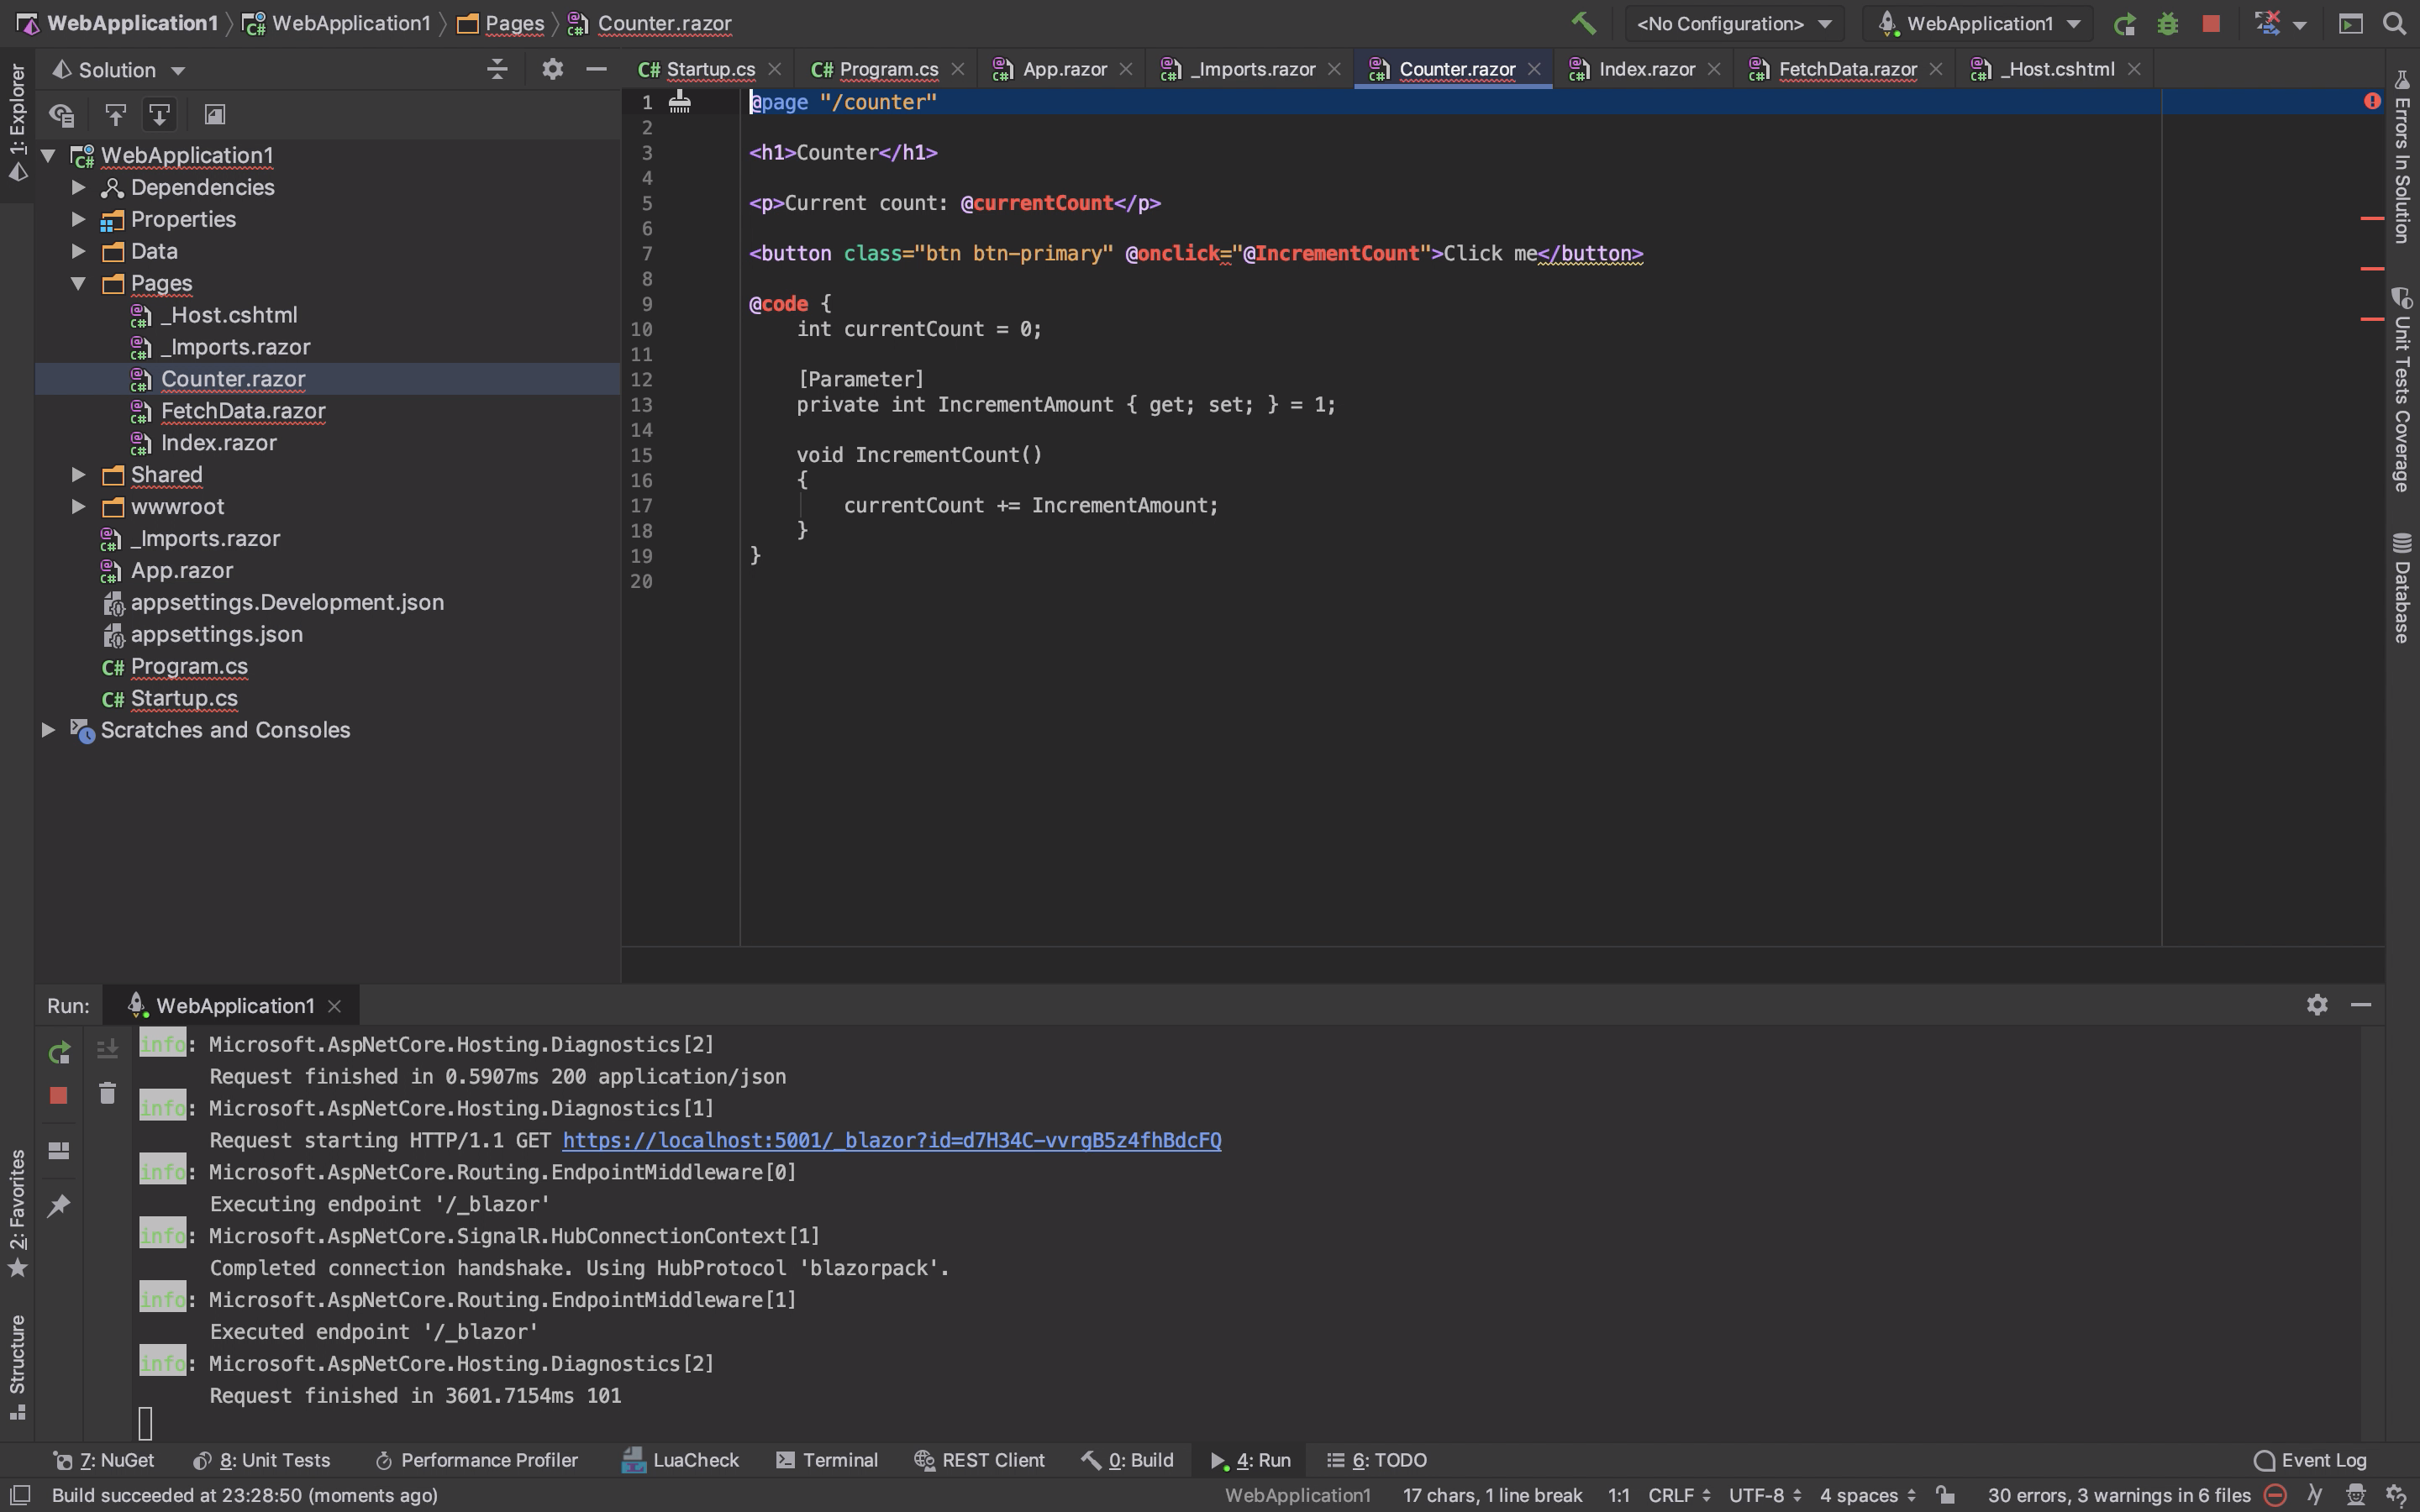 WebApplication1 WebApplication1 Pages Counter.razor <No Configuration> WebApplication1
Solution
Startup.cs Program.cs App.razor _Imports.razor Counter.razor Index.razor FetchData.razor _Host.cshtml
1: Explorer
WebApplication1
Dependencies
Properties
Data
Pages
_Host.cshtml
_Imports.razor
Counter.razor
FetchData.razor
Index.razor
Shared
wwwroot
_Imports.razor
App.razor
appsettings.Development.json
appsettings.json
C# Program.cs
C# Startup.cs
Scratches and Consoles
1 @page "/counter"
2
3 <h1>Counter</h1>
4
5 <p>Current count: @currentCount</p>
6
7 <button class="btn btn-primary" @onclick="@IncrementCount">Click me</button>
8
9 @code {
10 int currentCount = 0;
11
12 [Parameter]
13 private int IncrementAmount { get; set; } = 1;
14
15 void IncrementCount()
16 {
17 currentCount += IncrementAmount;
18 }
19 }
20
Errors In Solution
Unit Tests Coverage
Database
Run: WebApplication1
info: Microsoft.AspNetCore.Hosting.Diagnostics[2]
Request finished in 0.5907ms 200 application/json
info: Microsoft.AspNetCore.Hosting.Diagnostics[1]
Request starting HTTP/1.1 GET https://localhost:5001/_blazor?id=d7H34C-vvrgB5z4fhBdcFQ
info: Microsoft.AspNetCore.Routing.EndpointMiddleware[0]
Executing endpoint '/_blazor'
info: Microsoft.AspNetCore.SignalR.HubConnectionContext[1]
Completed connection handshake. Using HubProtocol 'blazorpack'.
info: Microsoft.AspNetCore.Routing.EndpointMiddleware[1]
Executed endpoint '/_blazor'
info: Microsoft.AspNetCore.Hosting.Diagnostics[2]
Request finished in 3601.7154ms 101
2: Favorites
Structure
7: NuGet 8: Unit Tests Performance Profiler LuaCheck Terminal REST Client 0: Build 4: Run 6: TODO Event Log
Build succeeded at 23:28:50 (moments ago) WebApplication1 17 chars, 1 line break 1:1 CRLF UTF-8 4 spaces 30 errors, 3 warnings in 6 files